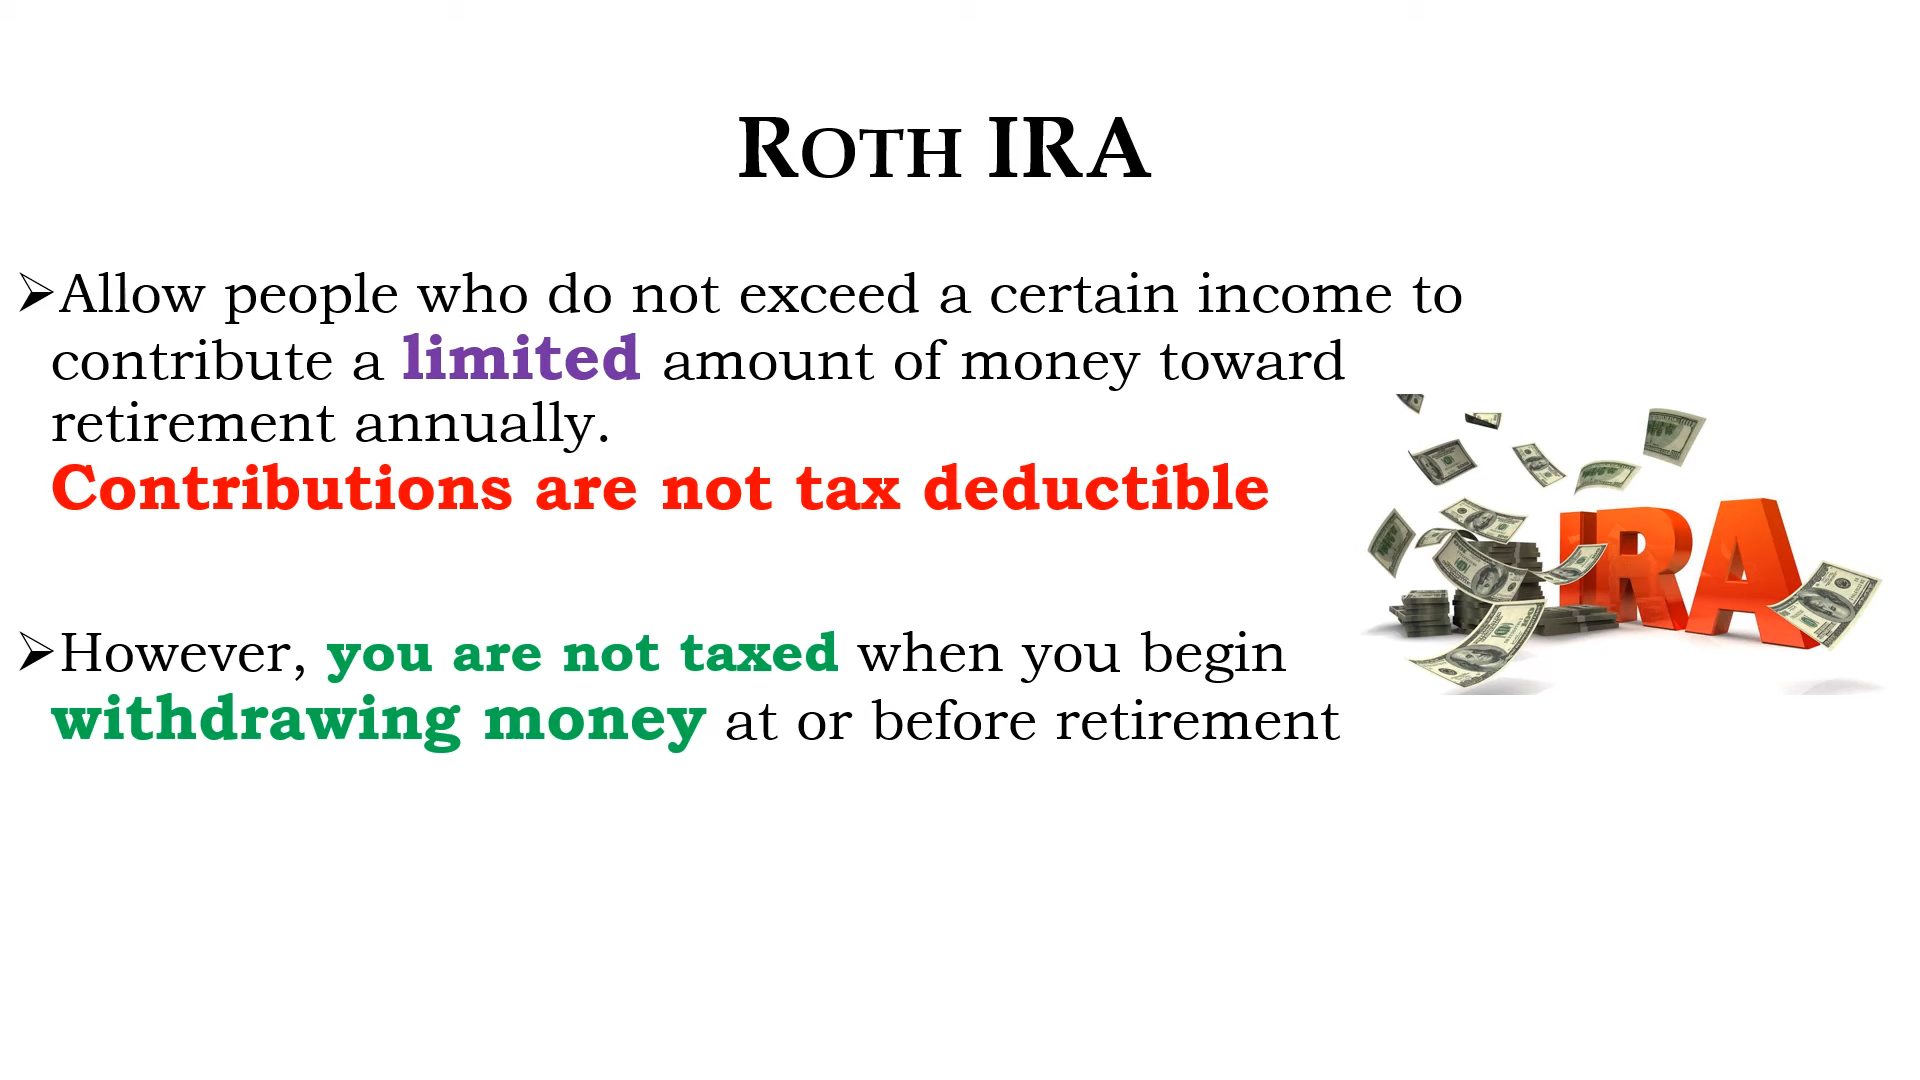 ROTH IRA
➢Allow people who do not exceed a certain income to
contribute a limited amount of money toward
retirement annually.
Contributions are not tax deductible
IRA
➢However, you are not taxed when you begin
withdrawing money at or before retirement